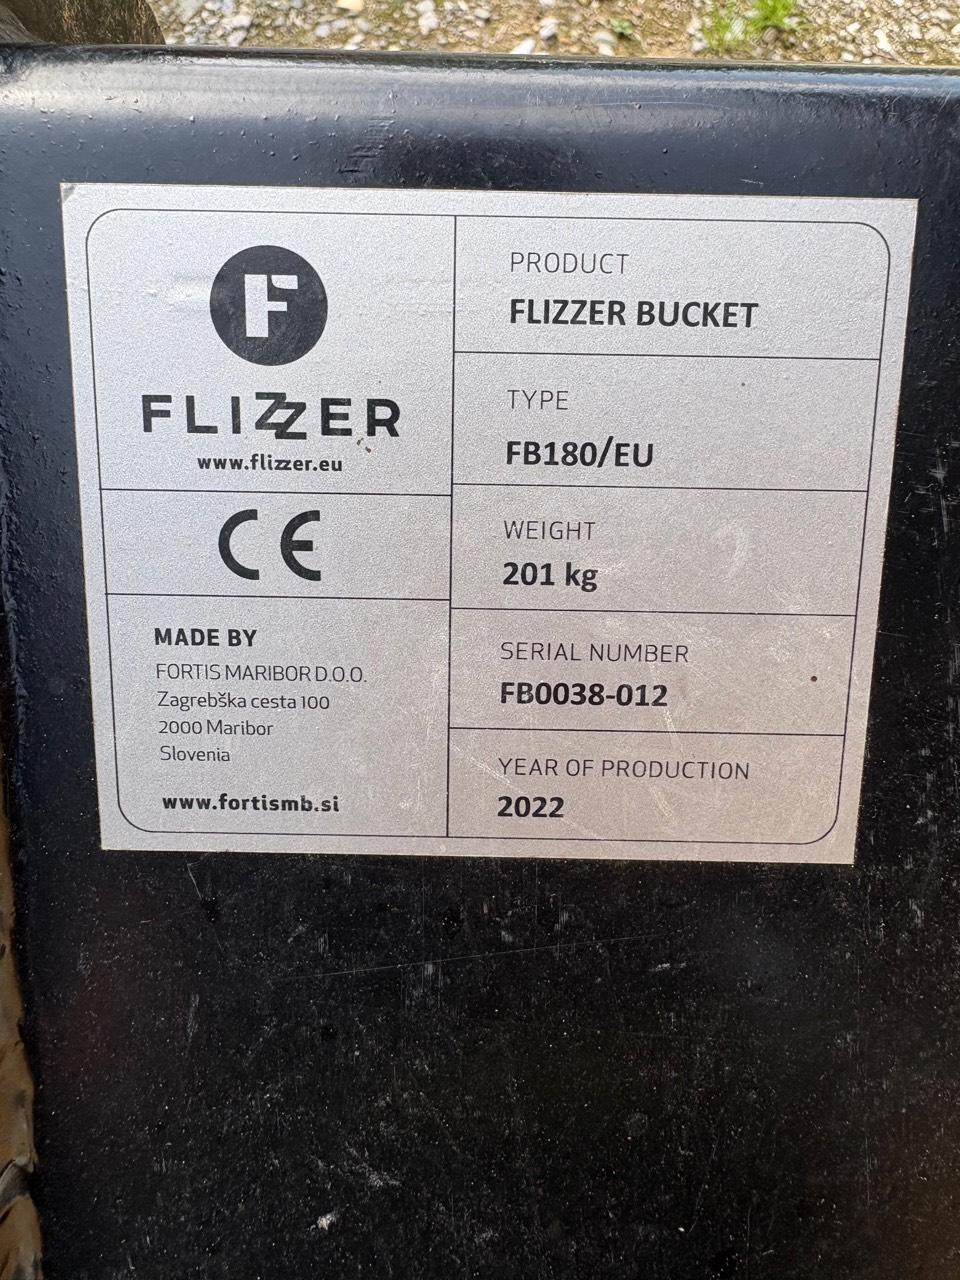 F
FLIZZER
www.flizzer.eu
CE
MADE BY
FORTIS MARIBOR D.O.O.
Zagrebška cesta 100
2000 Maribor
Slovenia
www.fortismb.si
PRODUCT
FLIZZER BUCKET
TYPE
FB180/EU
WEIGHT
201 kg
SERIAL NUMBER
FB0038-012
YEAR OF PRODUCTION
2022